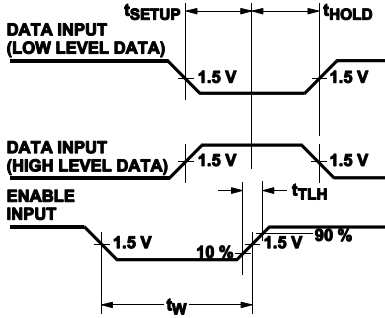 tSETUP tHOLD
DATA INPUT
(LOW LEVEL DATA)
1.5 V 1.5 V
DATA INPUT
(HIGH LEVEL DATA)
1.5 V 1.5 V
tTLH
ENABLE
INPUT
1.5 V 1.5 V 90 %
10 %
tW